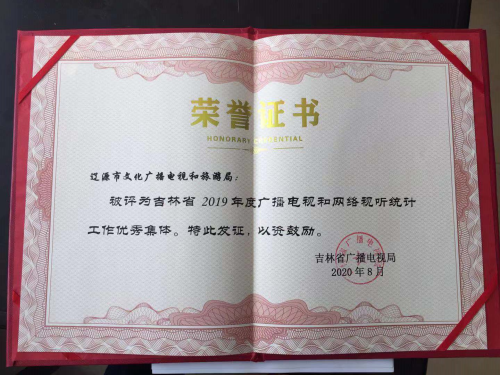 荣誉证书
HONORARY CREDENTIAL
辽源市文化广播电视和旅游局:
被评为吉林省 2019 年度广播电视和网络视听统计
工作优秀集体。特此发证,以资鼓励。
吉林省广播电视局
2020 年 8 月